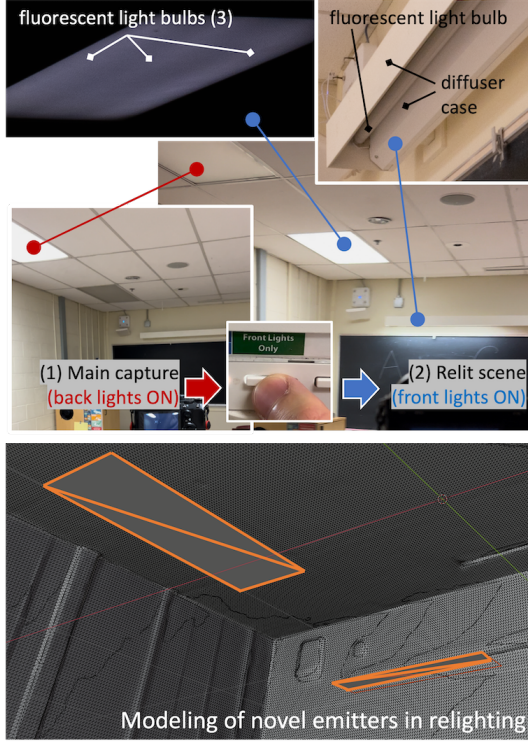 fluorescent light bulbs (3)
fluorescent light bulb
diffuser
case
Front Lights
Only
(1) Main capture
(back lights ON)
(2) Relit scene
(front lights ON)
Modeling of novel emitters in relighting